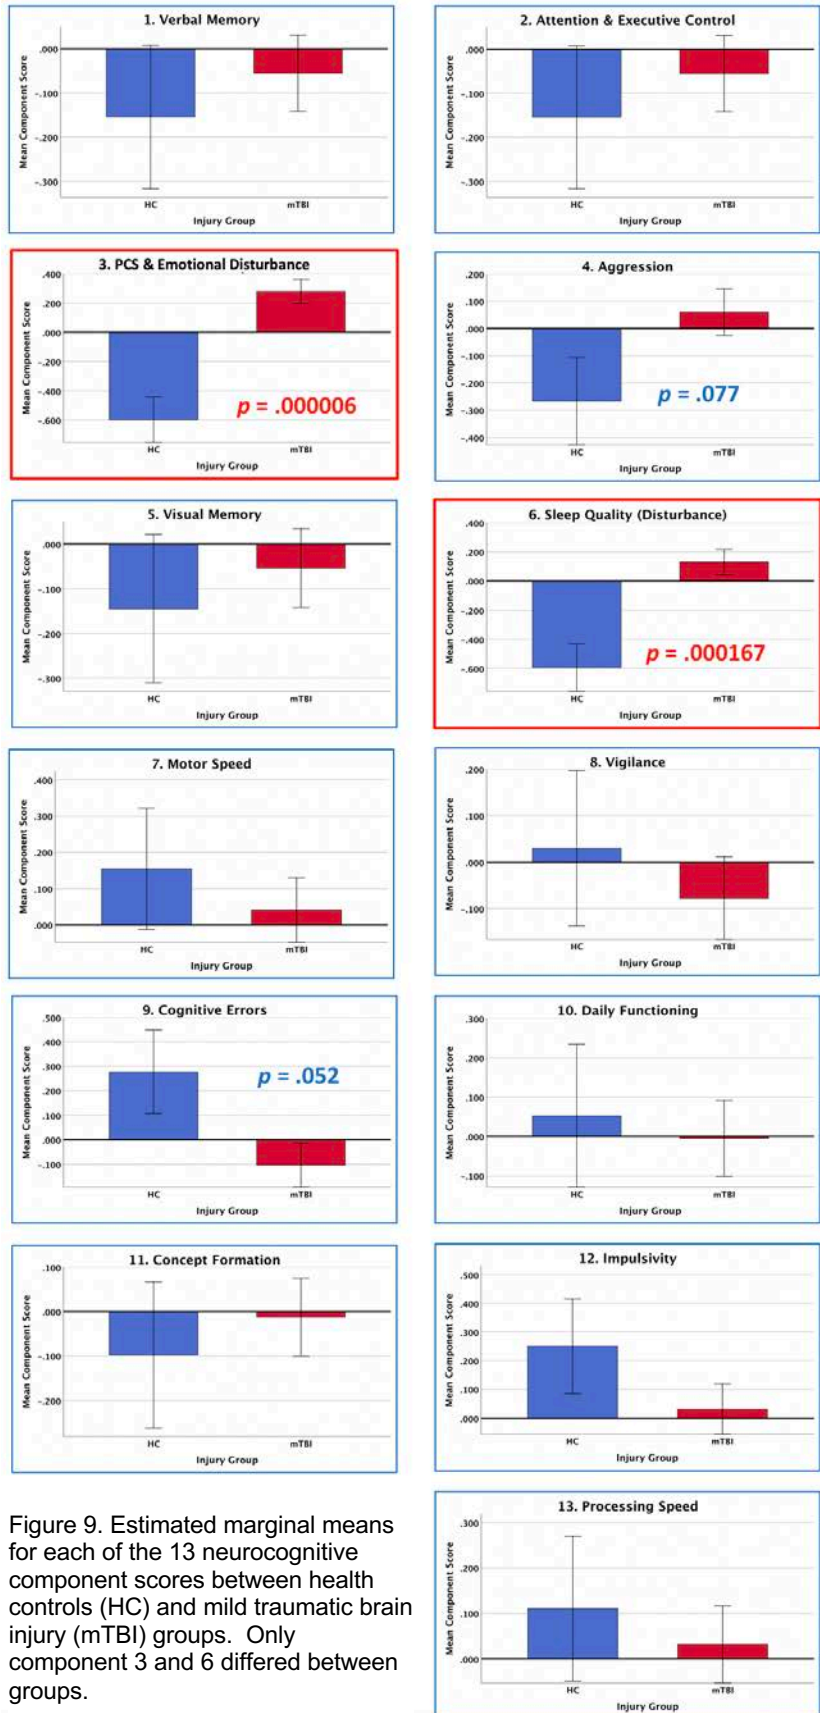 1. Verbal Memory
.000
-.100
-.200
-.300
Mean Component Score
HC
mTBI
Injury Group
2. Attention & Executive Control
.000
-.100
-.200
-.300
Mean Component Score
HC
mTBI
Injury Group
3. PCS & Emotional Disturbance
.400
.200
.000
-.200
-.400
-.600
Mean Component Score
p = .000006
HC
mTBI
Injury Group
4. Aggression
.200
.100
.000
-.100
-.200
-.300
-.400
Mean Component Score
p = .077
HC
mTBI
Injury Group
5. Visual Memory
.000
-.100
-.200
-.300
Mean Component Score
HC
mTBI
Injury Group
6. Sleep Quality (Disturbance)
.400
.200
.000
-.200
-.400
-.600
Mean Component Score
p = .000167
HC
mTBI
Injury Group
7. Motor Speed
.400
.300
.200
.100
.000
Mean Component Score
HC
mTBI
Injury Group
8. Vigilance
.200
.100
.000
-.100
Mean Component Score
HC
mTBI
Injury Group
9. Cognitive Errors
.500
.400
.300
.200
.100
.000
-.100
Mean Component Score
p = .052
HC
mTBI
Injury Group
10. Daily Functioning
.300
.200
.100
.000
-.100
Mean Component Score
HC
mTBI
Injury Group
11. Concept Formation
.100
.000
-.100
-.200
Mean Component Score
HC
mTBI
Injury Group
12. Impulsivity
.500
.400
.300
.200
.100
.000
Mean Component Score
HC
mTBI
Injury Group
13. Processing Speed
.300
.200
.100
.000
Mean Component Score
HC
mTBI
Injury Group
Figure 9. Estimated marginal means
for each of the 13 neurocognitive
component scores between health
controls (HC) and mild traumatic brain
injury (mTBI) groups. Only
component 3 and 6 differed between
groups.